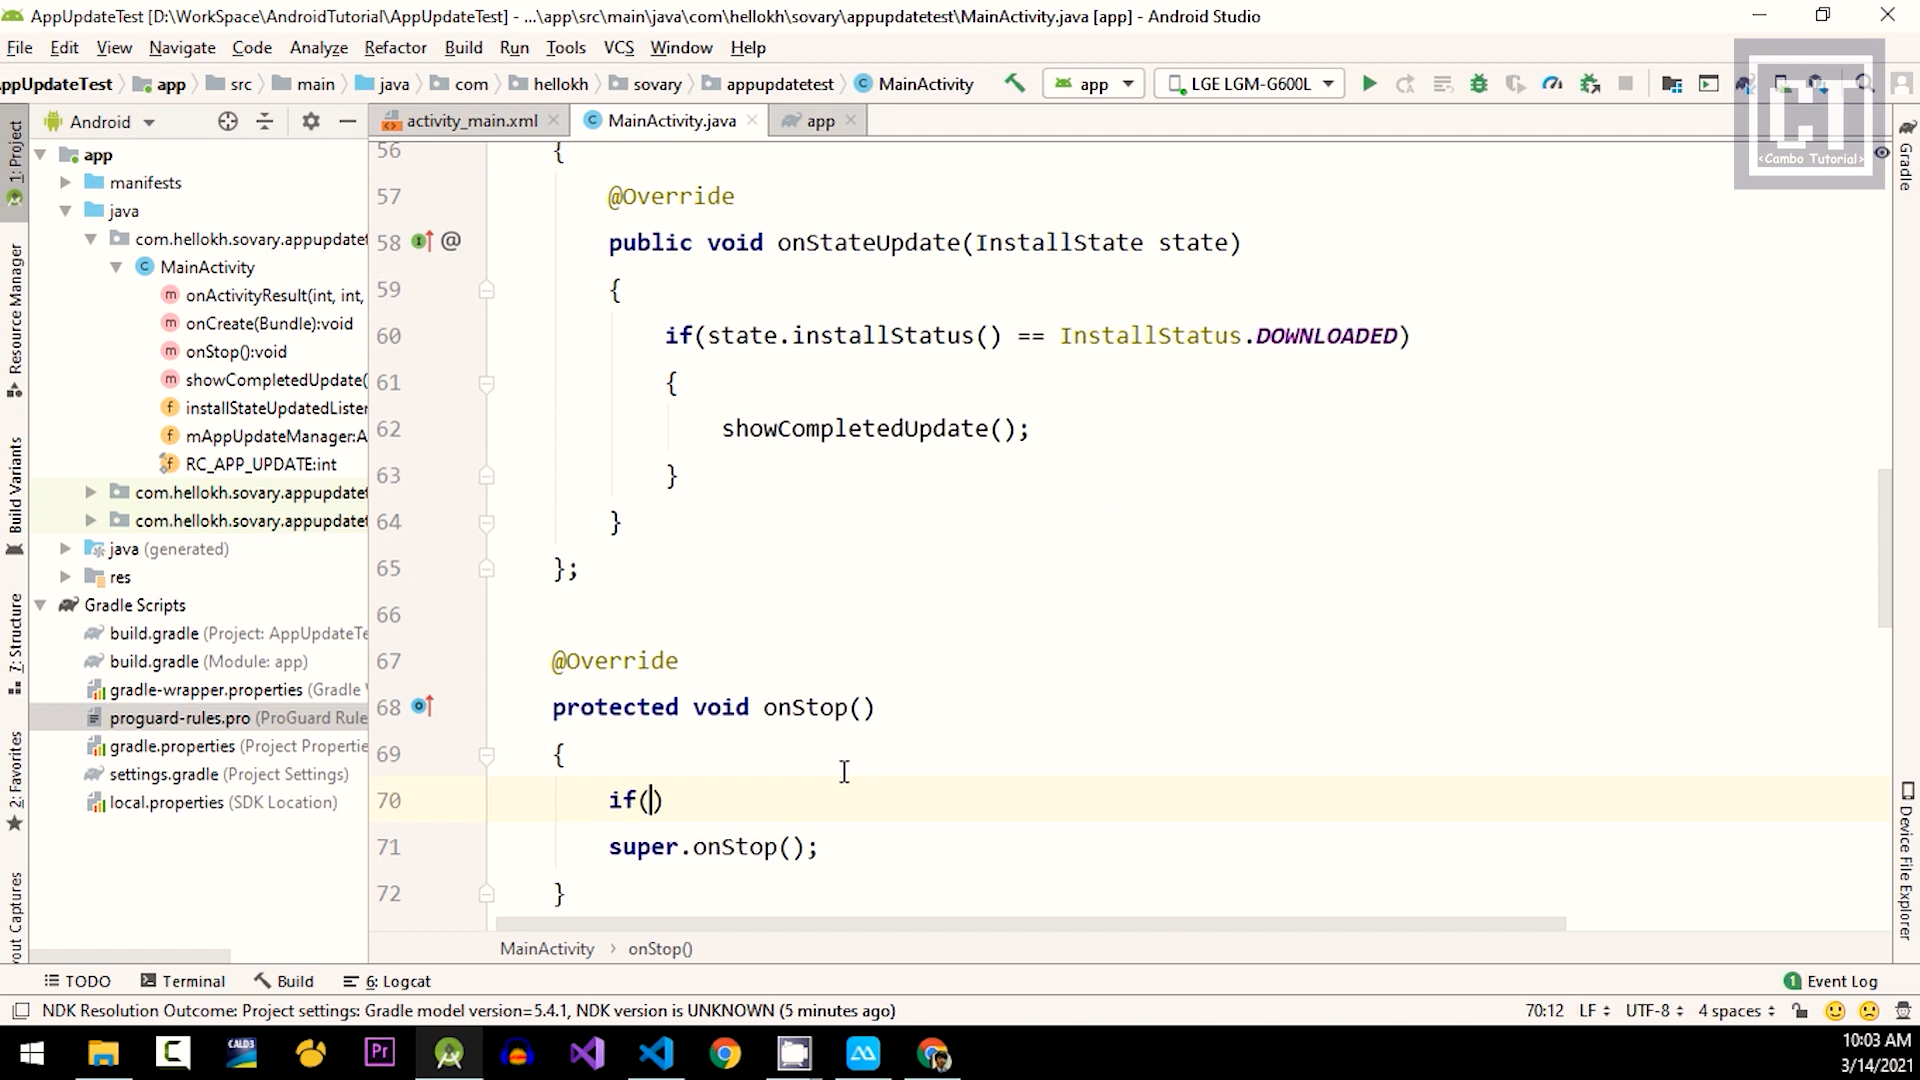 AppUpdateTest [D:\WorkSpace\AndroidTutorial\AppUpdateTest] - ...\app\src\main\java\com\hellokh\sovary\appupdatetest\MainActivity.java [app] - Android Studio
File Edit View Navigate Code Analyze Refactor Build Run Tools VCS Window Help
ppUpdateTest app src main java com hellokh sovary appupdatetest MainActivity app LGE LGM-G600L
CT
<Cambo Tutorial>
Android
activity_main.xml MainActivity.java app
1: Project
Resource Manager
Build Variants
7: Structure
2: Favorites
out Captures
app
manifests
java
com.hellokh.sovary.appupdatet
MainActivity
onActivityResult(int, int,
onCreate(Bundle):void
onStop():void
showCompletedUpdate(
installStateUpdatedLister
mAppUpdateManager:A
RC_APP_UPDATE:int
com.hellokh.sovary.appupdatet
com.hellokh.sovary.appupdatet
java (generated)
res
Gradle Scripts
build.gradle (Project: AppUpdateTe
build.gradle (Module: app)
gradle-wrapper.properties (Gradle
proguard-rules.pro (ProGuard Rule
gradle.properties (Project Propertie
settings.gradle (Project Settings)
local.properties (SDK Location)
56 {
57 @Override
58 @ public void onStateUpdate(InstallState state)
59 {
60 if(state.installStatus() == InstallStatus.DOWNLOADED)
61 {
62 showCompletedUpdate();
63 }
64 }
65 };
66
67 @Override
68 protected void onStop()
69 {
70 if()
71 super.onStop();
72 }
MainActivity › onStop()
Gradle
Device File Explorer
TODO Terminal Build 6: Logcat 1 Event Log
NDK Resolution Outcome: Project settings: Gradle model version=5.4.1, NDK version is UNKNOWN (5 minutes ago) 70:12 LF UTF-8 4 spaces
CALD3
Pr
10:03 AM
3/14/2021